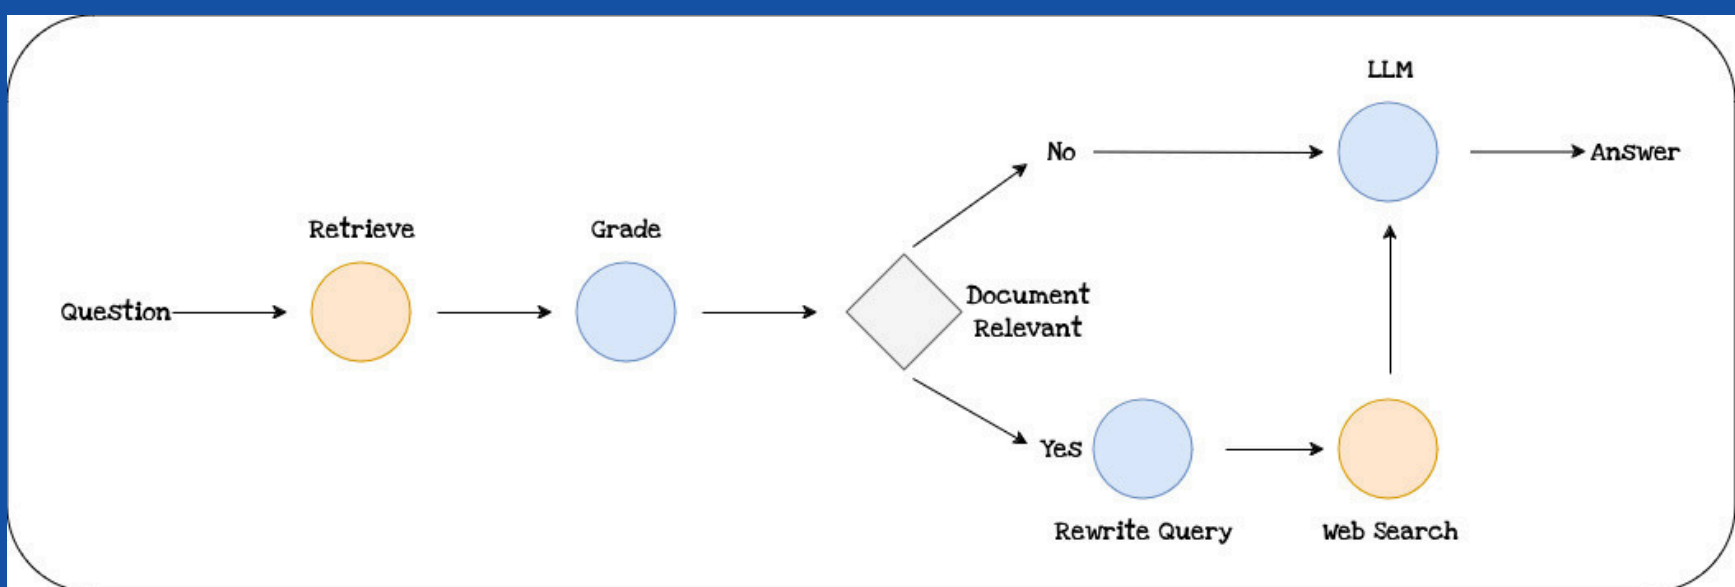 LLM
No
Answer
Retrieve
Grade
Question
Document
Relevant
Yes
Rewrite Query
Web Search